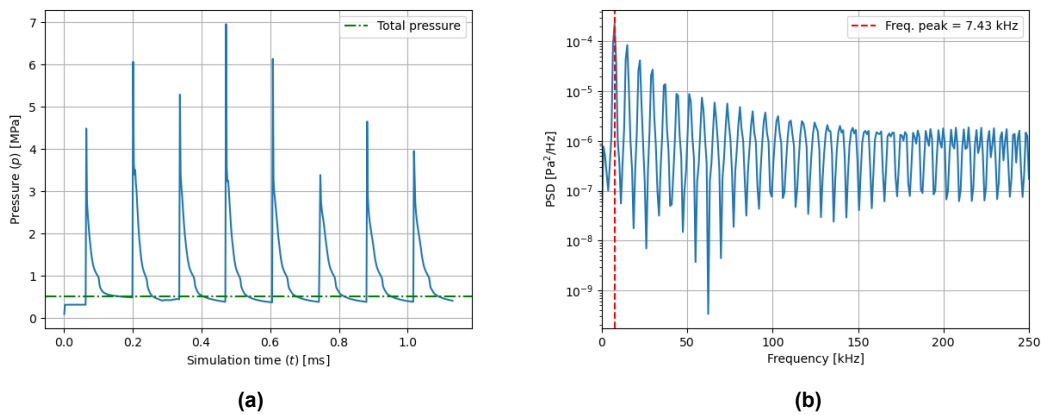 7
6
5
4
3
2
1
0
Pressure (p) [MPa]
Total pressure
0.0 0.2 0.4 0.6 0.8 1.0
Simulation time (t) [ms]
(a)
10⁻⁴
10⁻⁵
10⁻⁶
10⁻⁷
10⁻⁸
10⁻⁹
PSD [Pa²/Hz]
Freq. peak = 7.43 kHz
0 50 100 150 200 250
Frequency [kHz]
(b)